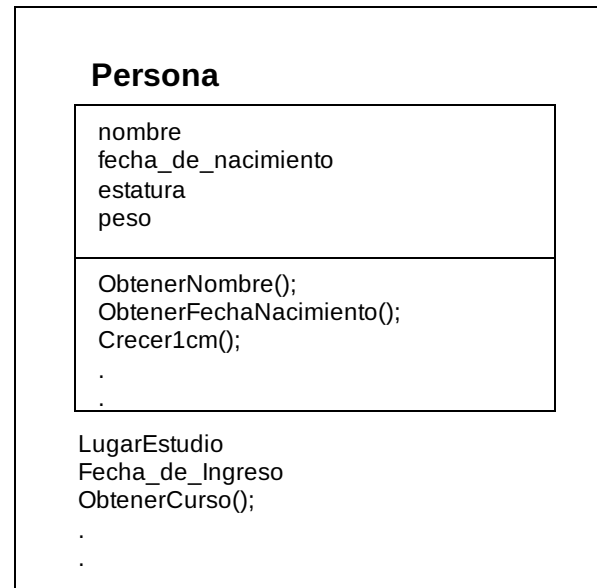 Persona
nombre
fecha_de_nacimiento
estatura
peso
ObtenerNombre();
ObtenerFechaNacimiento();
Crecer1cm();
.
.
LugarEstudio
Fecha_de_Ingreso
ObtenerCurso();
.
.